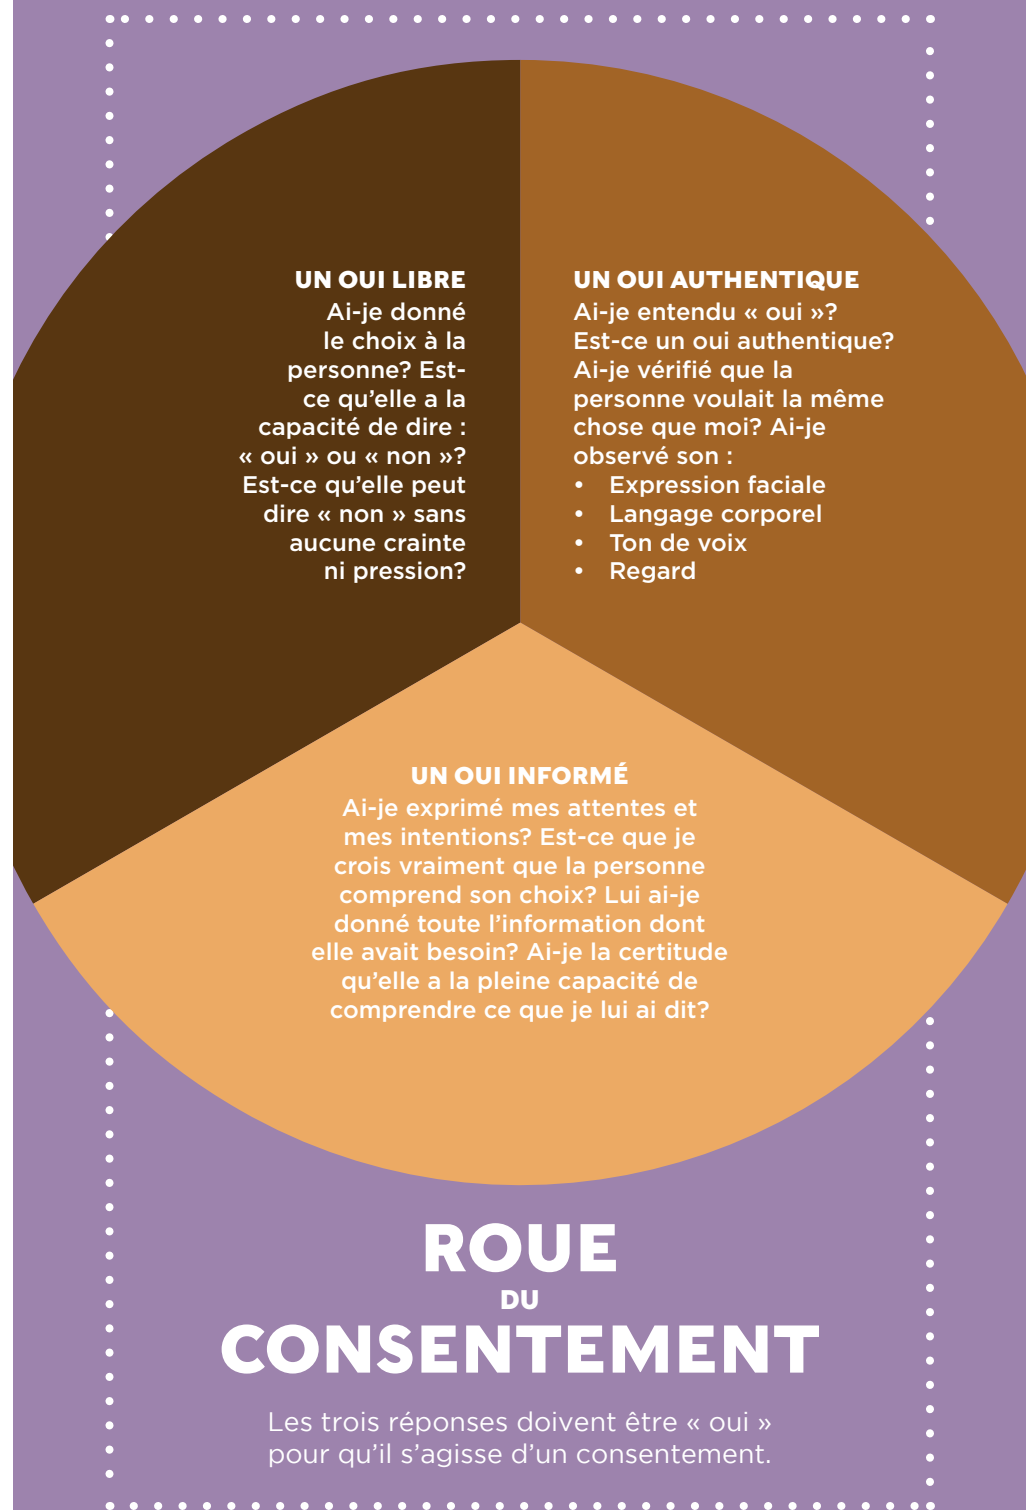 UN OUI LIBRE
Ai-je donné
le choix à la
personne? Est-
ce qu’elle a la
capacité de dire :
« oui » ou « non »?
Est-ce qu’elle peut
dire « non » sans
aucune crainte
ni pression?
UN OUI AUTHENTIQUE
Ai-je entendu « oui »?
Est-ce un oui authentique?
Ai-je vérifié que la
personne voulait la même
chose que moi? Ai-je
observé son :
• Expression faciale
• Langage corporel
• Ton de voix
• Regard
UN OUI INFORMÉ
Ai-je exprimé mes attentes et
mes intentions? Est-ce que je
crois vraiment que la personne
comprend son choix? Lui ai-je
donné toute l’information dont
elle avait besoin? Ai-je la certitude
qu’elle a la pleine capacité de
comprendre ce que je lui ai dit?
ROUE
DU
CONSENTEMENT
Les trois réponses doivent être « oui »
pour qu’il s’agisse d’un consentement.